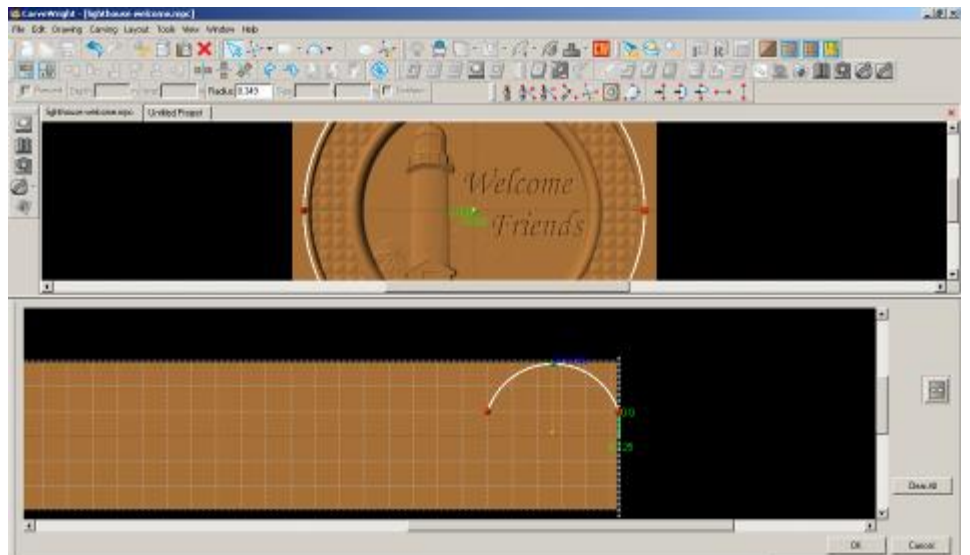 CarveWright - [lighthouse-welcome.mpc]
File Edit Drawing Carving Layout Tools View Window Help
Radius 0.349
lighthouse-welcome.mpc Untitled Project
Welcome
Friends
Clear All
OK Cancel